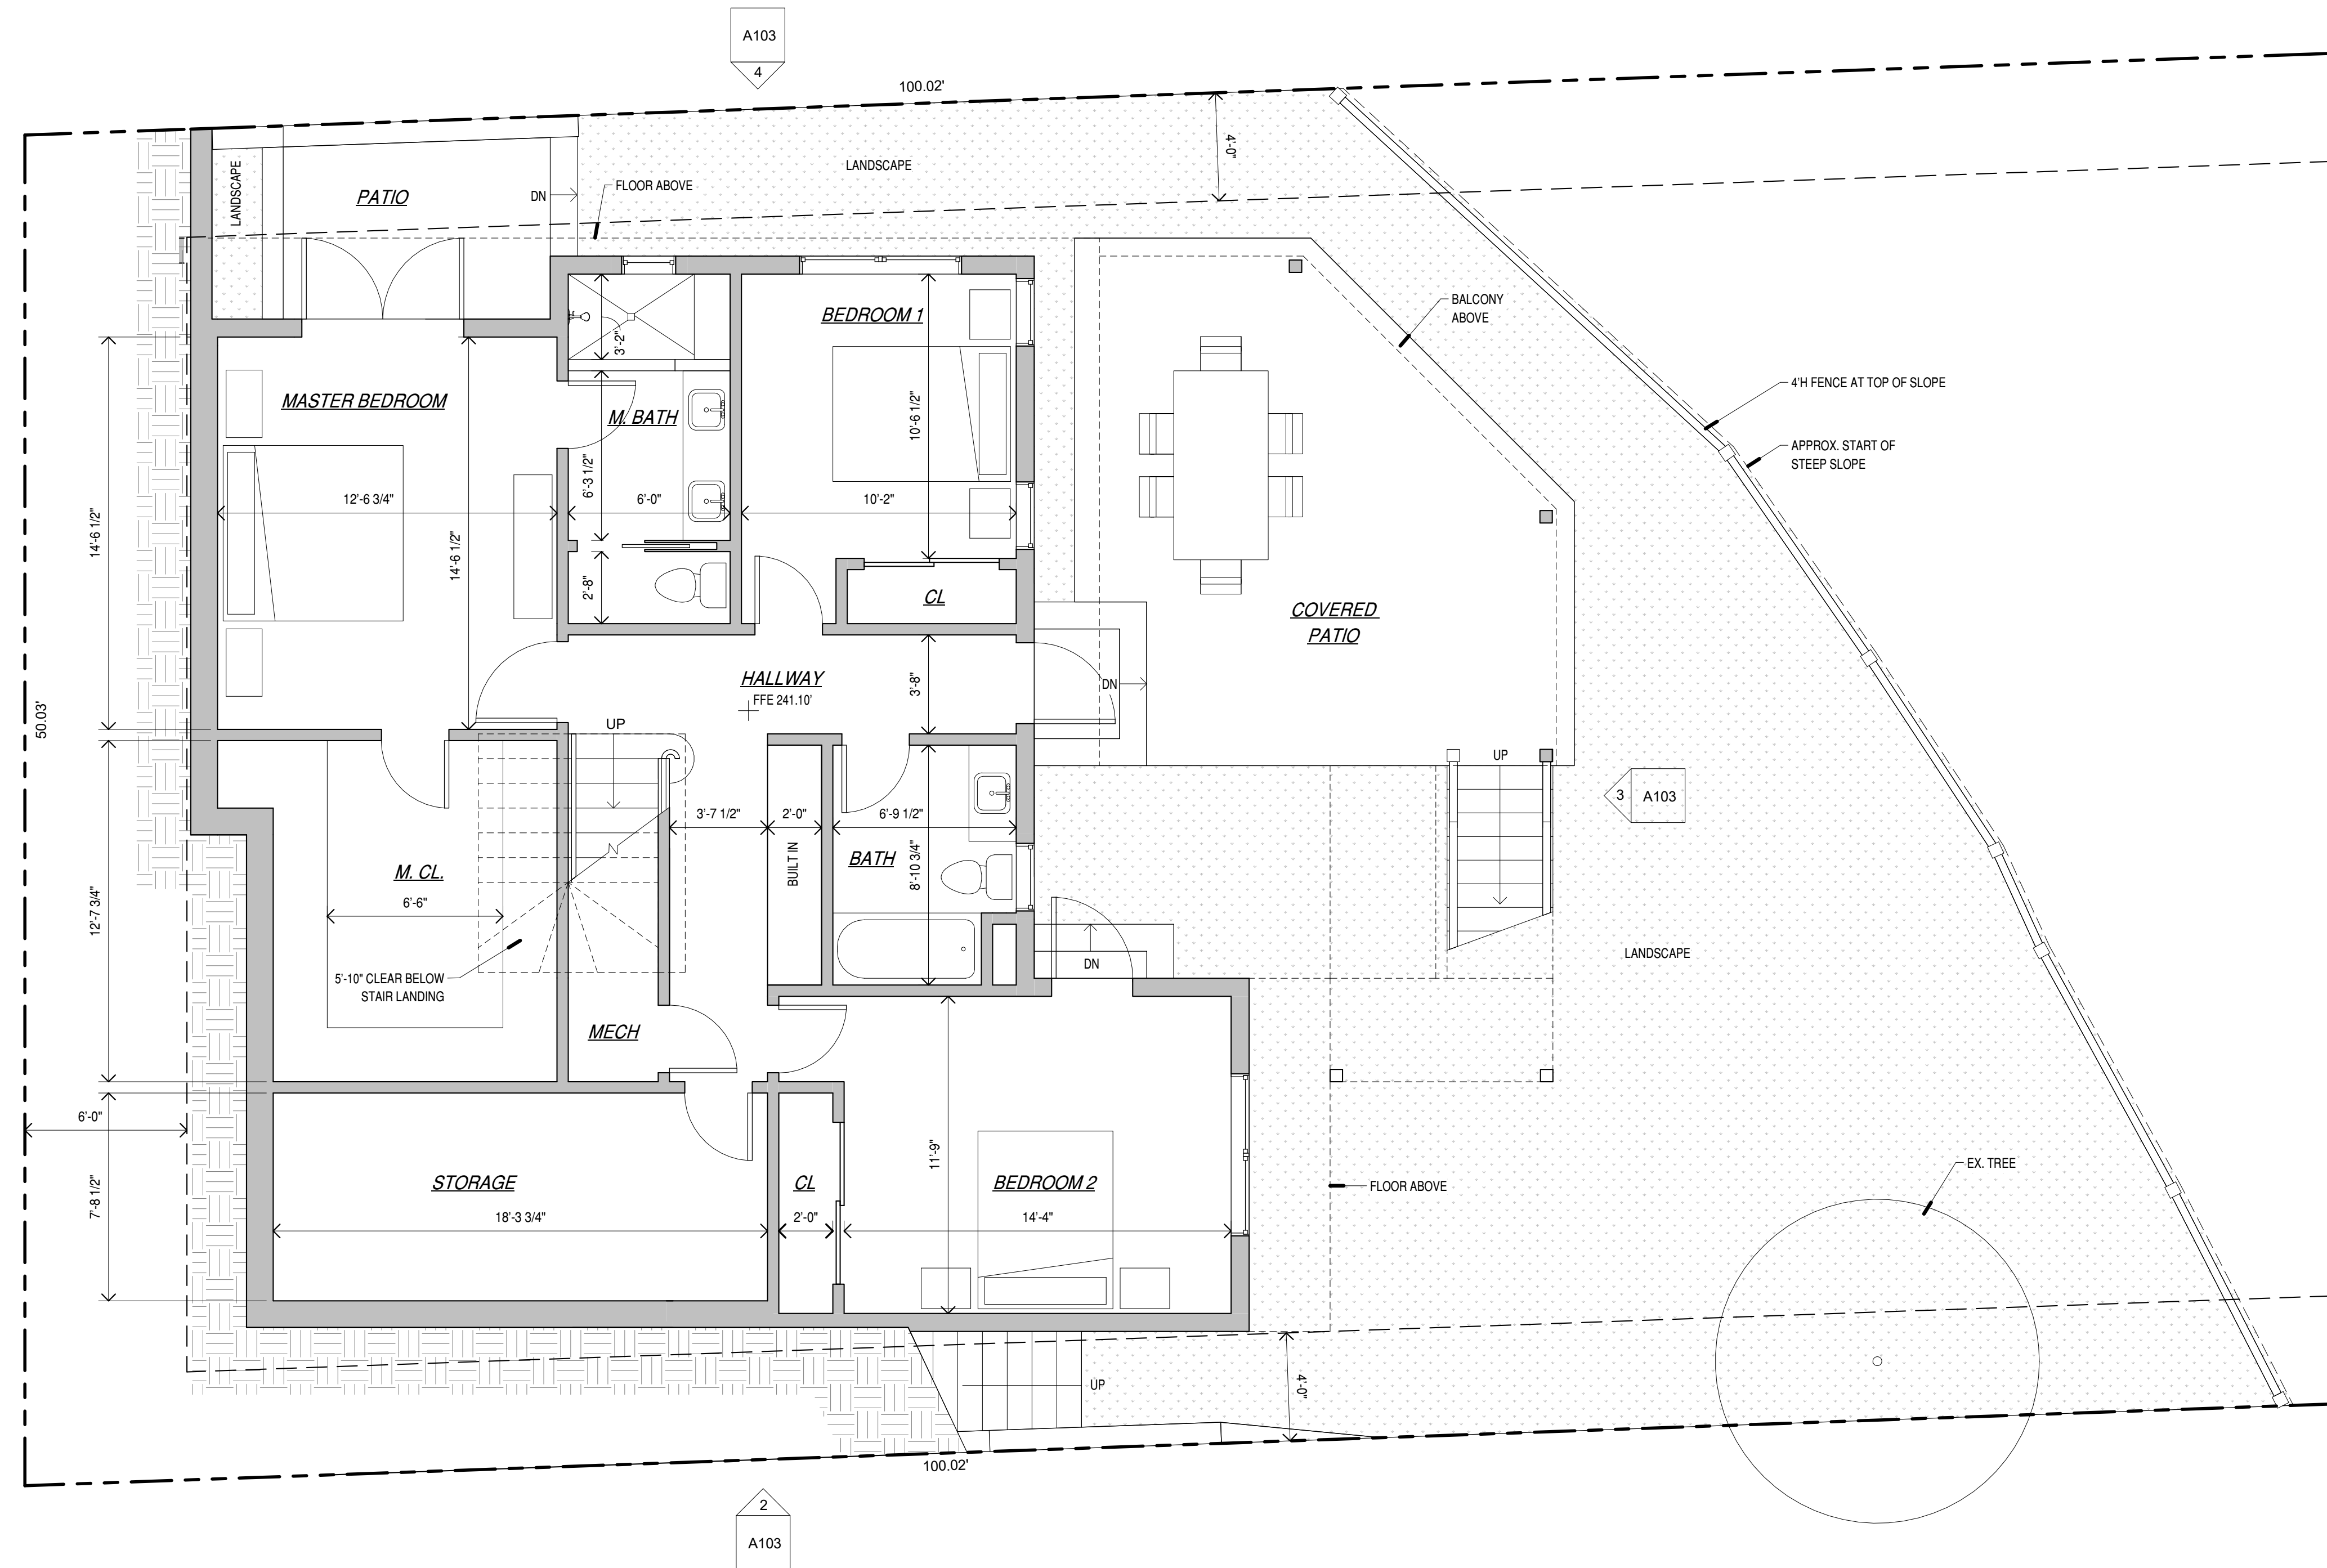 A103
4
100.02'
4'-0"
LANDSCAPE
LANDSCAPE
PATIO
DN
FLOOR ABOVE
BEDROOM 1
3'-2"
BALCONY
ABOVE
4'H FENCE AT TOP OF SLOPE
MASTER BEDROOM
M. BATH
10'-6 1/2"
APPROX. START OF
STEEP SLOPE
6'-3 1/2"
12'-6 3/4"
6'-0"
10'-2"
14'-6 1/2"
14'-6 1/2"
2'-8"
CL
COVERED
PATIO
HALLWAY
FFE 241.10'
3'-8"
DN
50.03'
UP
UP
3
A103
3'-7 1/2"
2'-0"
6'-9 1/2"
BUILT IN
BATH
8'-10 3/4"
M. CL.
6'-6"
12'-7 3/4"
5'-10" CLEAR BELOW
STAIR LANDING
DN
LANDSCAPE
MECH
6'-0"
11'-9"
EX. TREE
STORAGE
CL
BEDROOM 2
FLOOR ABOVE
7'-8 1/2"
18'-3 3/4"
2'-0"
14'-4"
UP
4'-0"
100.02'
2
A103